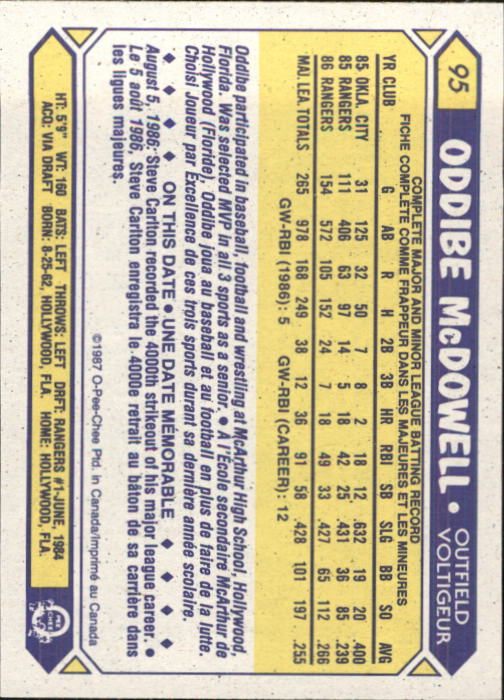 95 ODDIBE McDOWELL • OUTFIELD
VOLTIGEUR
COMPLETE MAJOR AND MINOR LEAGUE BATTING RECORD
FICHE COMPLÈTE COMME FRAPPEUR DANS LES MAJEURES ET LES MINEURES
YR CLUB G AB R H 2B 3B HR RBI SB SLG BB SO AVG
85 OKLA. CITY 31 125 32 50 7 8 2 18 12 .632 19 20 .400
85 RANGERS 111 406 63 97 14 5 18 42 25 .431 36 85 .239
86 RANGERS 154 572 105 152 24 7 18 49 33 .427 65 112 .266
MAJ. LEA. TOTALS 265 978 168 249 38 12 36 91 58 .428 101 197 .255
GW-RBI (1986): 5 GW-RBI (CAREER): 12
Oddibe participated in baseball, football and wrestling at McArthur High School, Hollywood,
Florida. Was selected MVP in all 3 sports as a senior. • À l'École secondaire McArthur de
Hollywood (Floride), Oddibe joua au baseball et au football en plus de faire de la lutte.
Choisi Joueur par Excellence de ces trois sports durant sa dernière année scolaire.
♦ ♦ ♦ ♦ ON THIS DATE • UNE DATE MÉMORABLE ♦ ♦ ♦ ♦
August 5, 1986: Steve Carlton recorded the 4000th strikeout of his major league career. •
Le 5 août 1986, Steve Carlton enregistra le 4000e retrait au bâton de sa carrière dans
les ligues majeures.
©1987 O-Pee-Chee Ptd. in Canada/Imprimé au Canada
HT: 5'9" WT: 160 BATS: LEFT THROWS: LEFT DRFT: RANGERS #1-JUNE, 1984
ACQ: VIA DRAFT BORN: 8-25-62, HOLLYWOOD, FLA. HOME: HOLLYWOOD, FLA.
O PEE CHEE